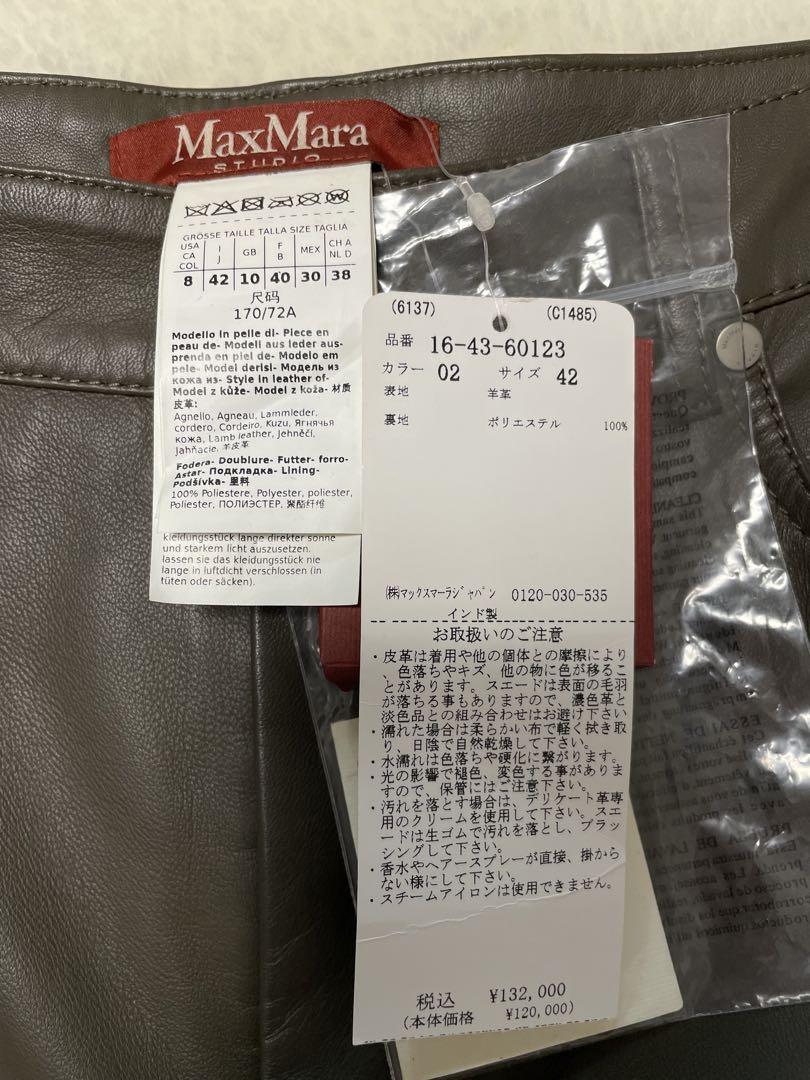 MaxMara
STUDIO
GRÖSSE TAILLE TALLA SIZE TAGLIA
USA CA COL
I J
GB
F B
MEX
CH A NL D
8 42 10 40 30 38
尺码
170/72A
Modello in pelle di- Piece en
peau de- Modell aus leder aus-
prenda en piel de- Modelo em
pele- Model derisi- Модель из
кожа из- Style in leather of-
Model z kůže- Model z koža- 材质
皮革:
Agnello, Agneau, Lammleder,
cordero, Cordeiro, Kuzu, Ягнячья
кожа, Lamb leather, Jehněčí,
Jahňacie, 羊皮革
Fodera- Doublure- Futter- forro-
Astar- Подкладка- Lining-
Podšívka- 里料
100% Poliestere, Polyester, poliester,
Poliester, ПОЛИЭСТЕР, 聚酯纤维
kleidungsstück lange direkter sonne
und starkem licht auszusetzen.
lassen sie das kleidungsstück nie
lange in luftdicht verschlossen (in
tüten oder säcken).
(6137) (C1485)
品番 16-43-60123
カラー 02 サイズ 42
表地 羊革
裏地 ポリエステル 100%
㈱マックスマーラジャパン 0120-030-535
インド製
お取扱いのご注意
・皮革は着用や他の個体との摩擦により
、色落ちやキズ、他の物に色が移るこ
とがあります。スエードは表面の毛羽
が落ちる事もありますので、濃色革と
淡色品との組み合わせはお避け下さい
・濡れた場合は柔らかい布で軽く拭き取
り、日陰で自然乾燥して下さい。
・水濡れは色落ちや硬化に繋がります。
・光の影響で褪色、変色する事がありま
すので、保管にはご注意下さい。
・汚れを落とす場合は、デリケート革専
用のクリームを使用して下さい。スエ
ードは生ゴムで汚れを落とし、ブラッ
シングして下さい。
・香水やヘアースプレーが直接、掛から
ない様にして下さい。
・スチームアイロンは使用できません。
税込 ¥132,000
(本体価格 ¥120,000)